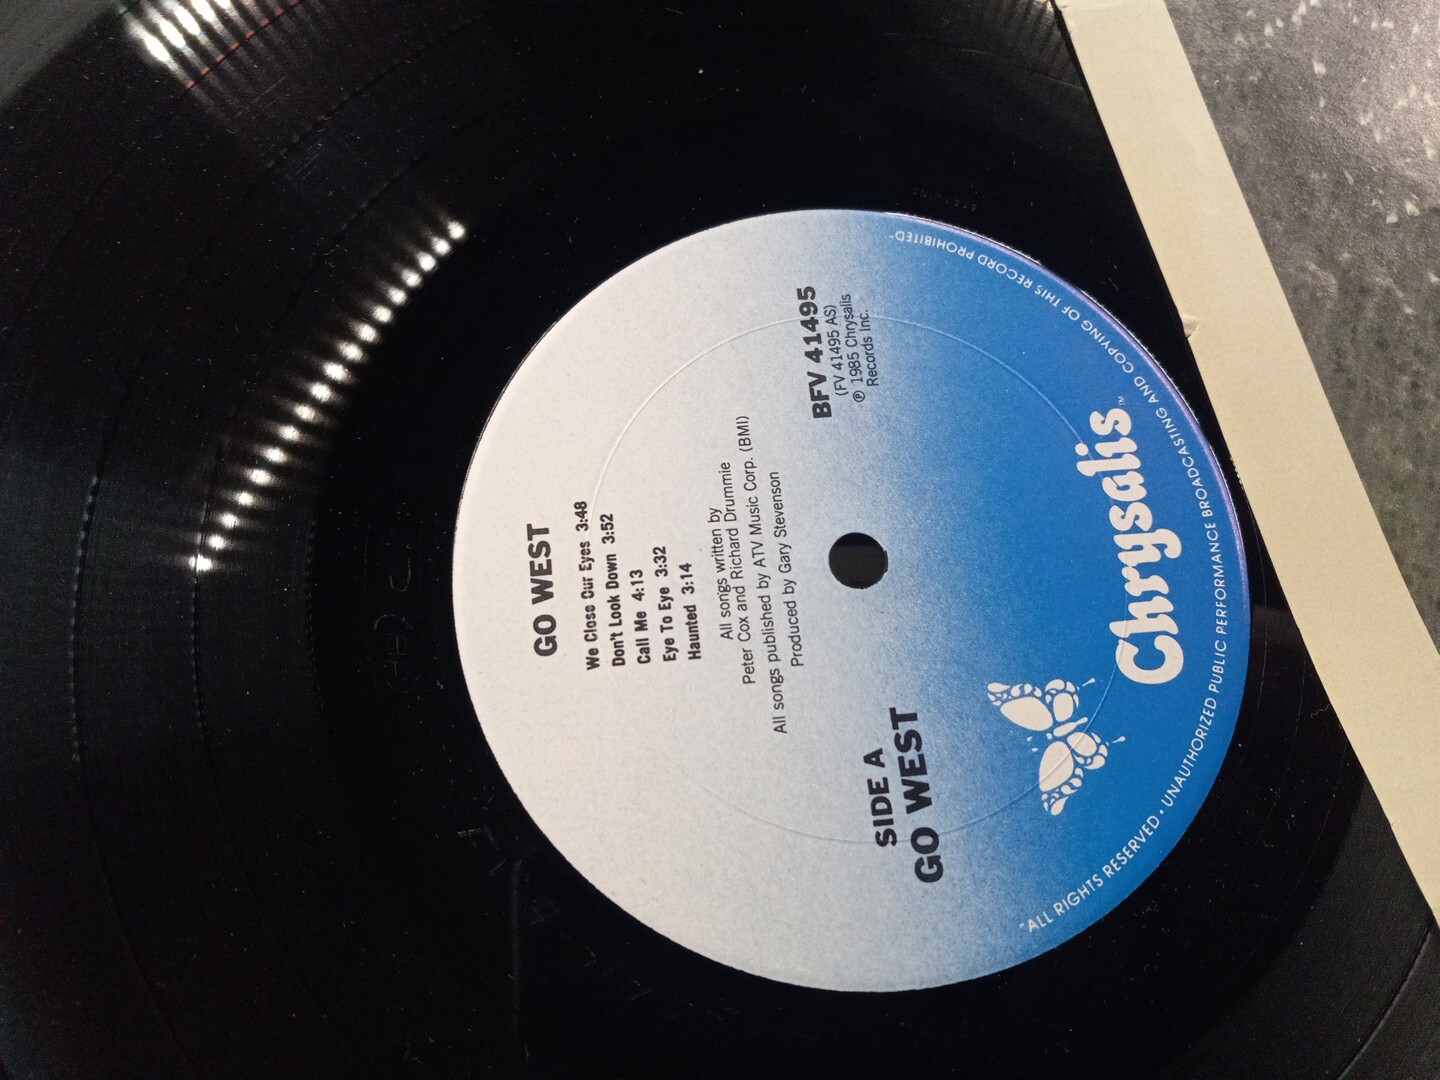 GO WEST
We Close Our Eyes 3:48
Don't Look Down 3:52
Call Me 4:13
Eye To Eye 3:32
Haunted 3:14
All songs written by
Peter Cox and Richard Drummie
All songs published by ATV Music Corp. (BMI)
Produced by Gary Stevenson
BFV 41495
(FV 41495 AS)
℗ 1985 Chrysalis
Records Inc.
SIDE A
GO WEST
Chrysalis™
"ALL RIGHTS RESERVED • UNAUTHORIZED PUBLIC PERFORMANCE BROADCASTING AND COPYING OF THIS RECORD PROHIBITED"